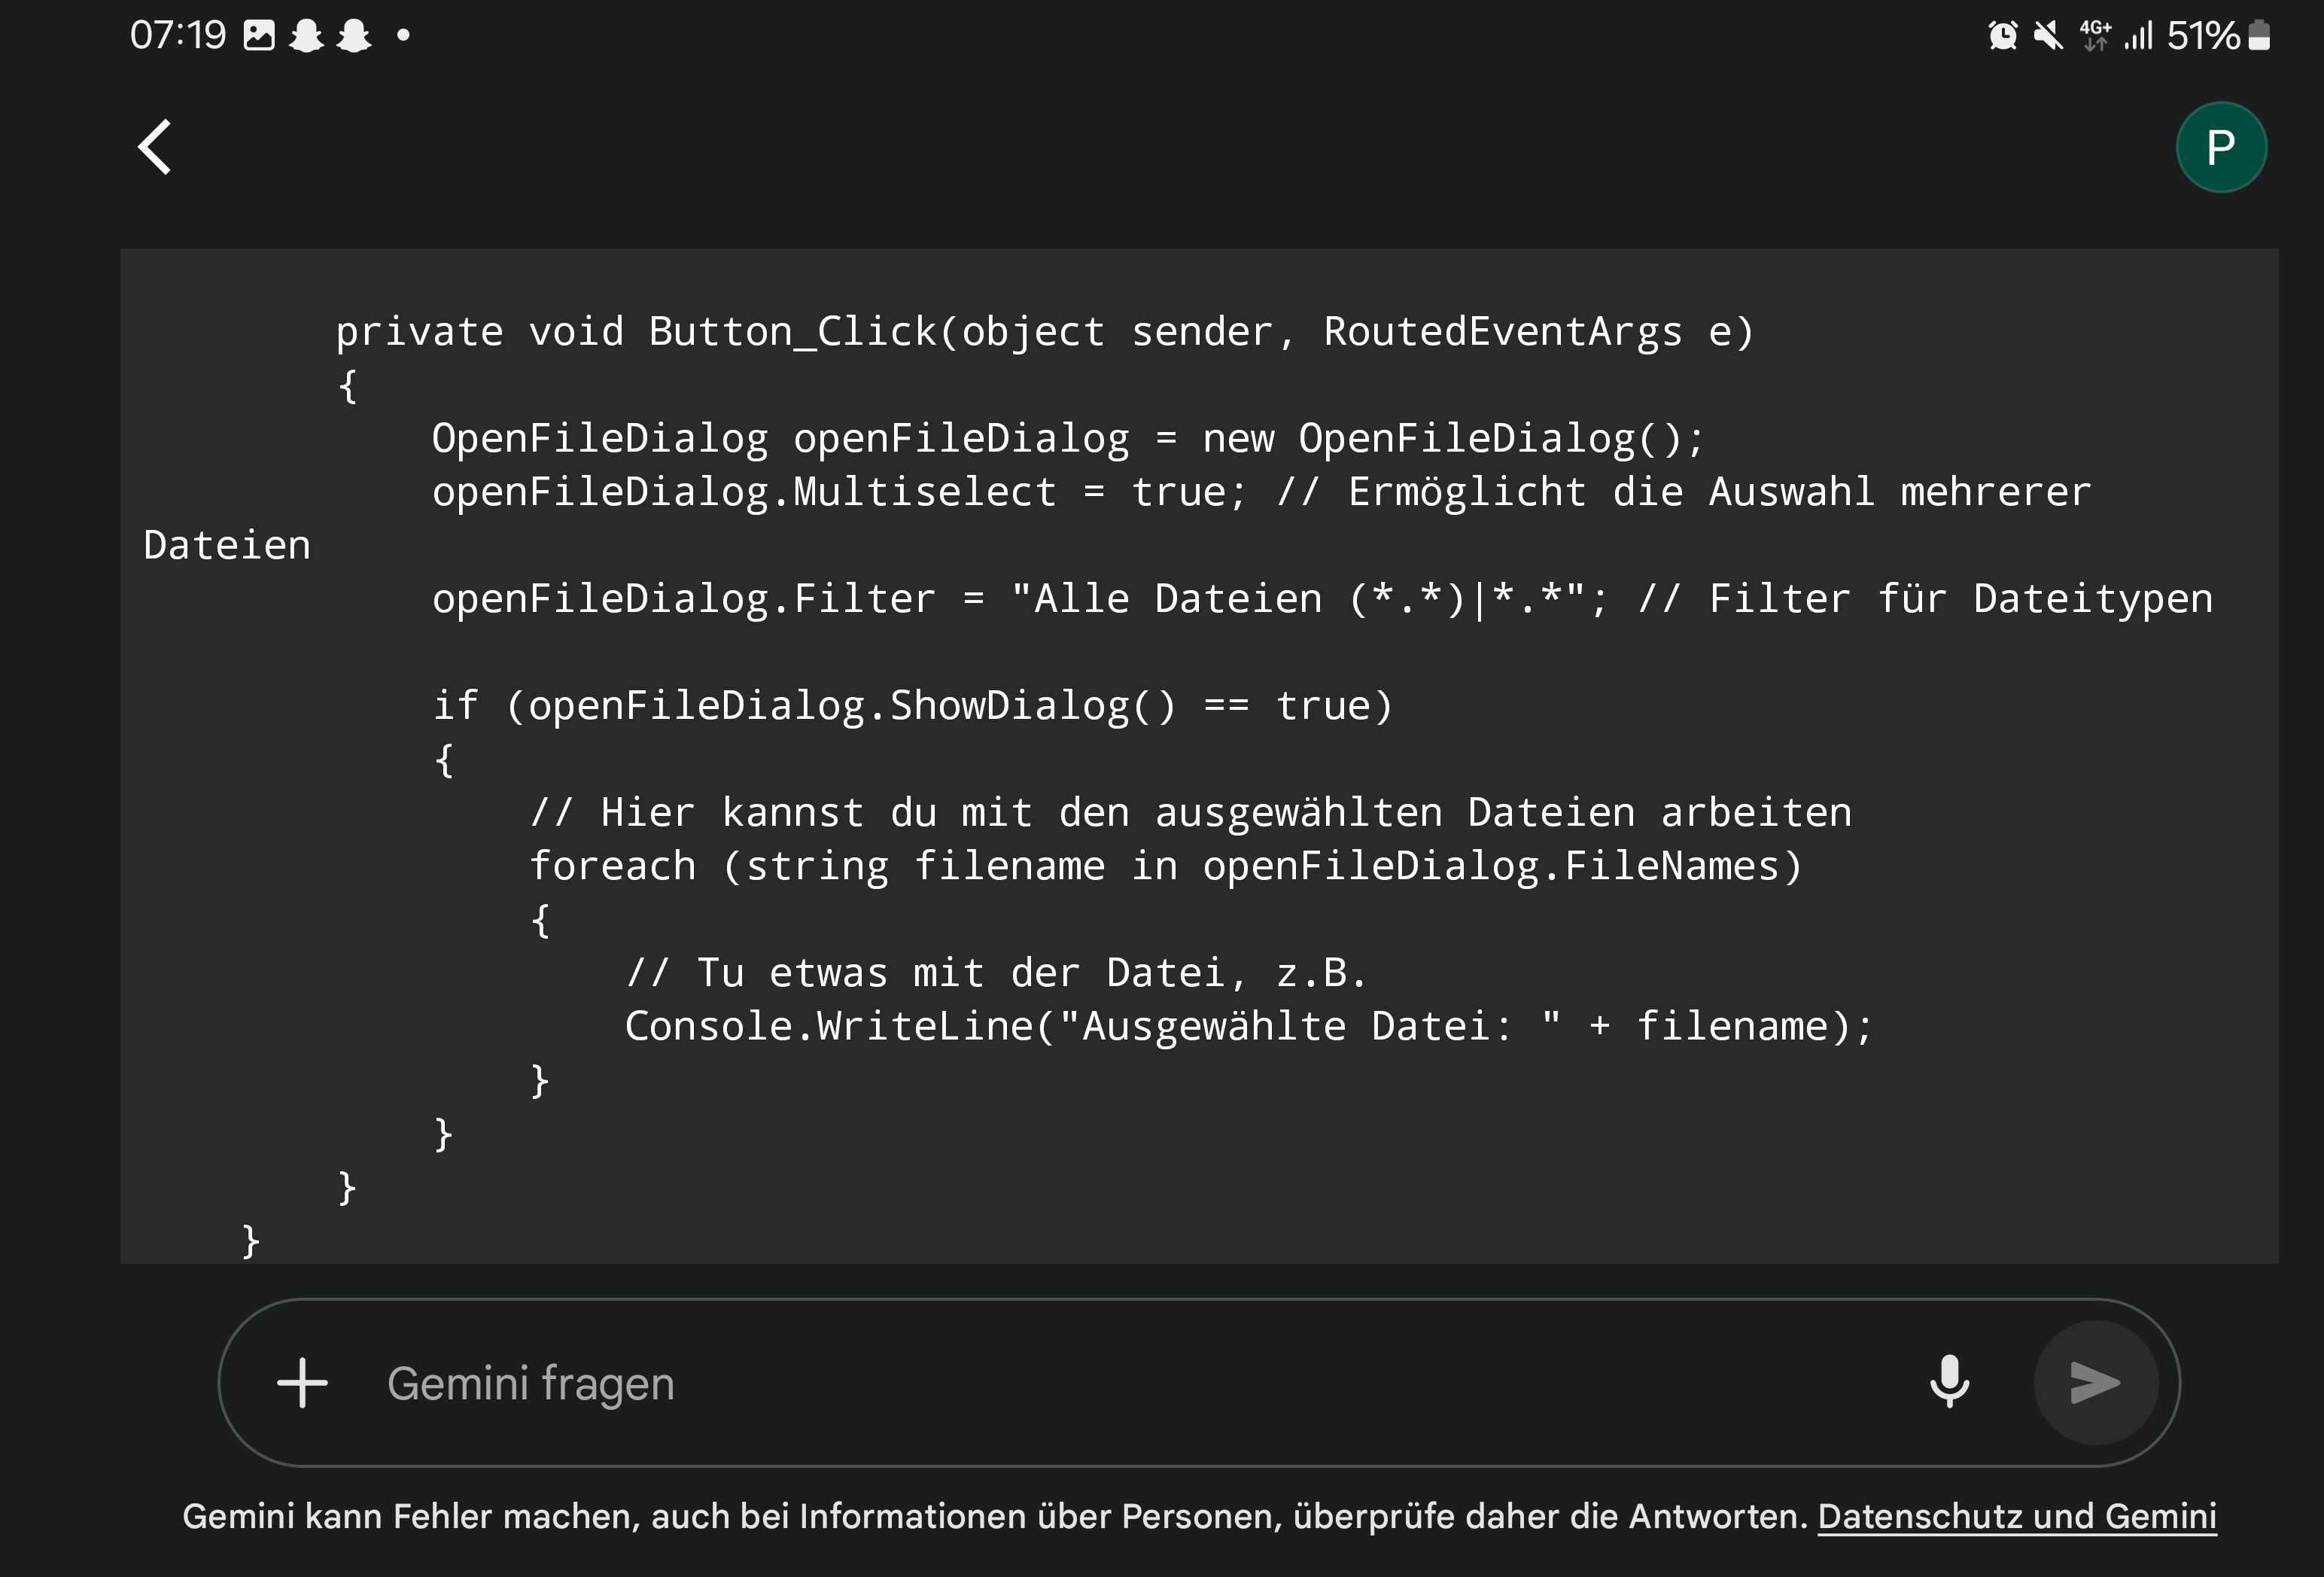 07:19
4G+ 51%
P
private void Button_Click(object sender, RoutedEventArgs e)
{
OpenFileDialog openFileDialog = new OpenFileDialog();
openFileDialog.Multiselect = true; // Ermöglicht die Auswahl mehrerer
Dateien
openFileDialog.Filter = "Alle Dateien (*.*)|*.*"; // Filter für Dateitypen
if (openFileDialog.ShowDialog() == true)
{
// Hier kannst du mit den ausgewählten Dateien arbeiten
foreach (string filename in openFileDialog.FileNames)
{
// Tu etwas mit der Datei, z.B.
Console.WriteLine("Ausgewählte Datei: " + filename);
}
}
}
}
Gemini fragen
Gemini kann Fehler machen, auch bei Informationen über Personen, überprüfe daher die Antworten. Datenschutz und Gemini